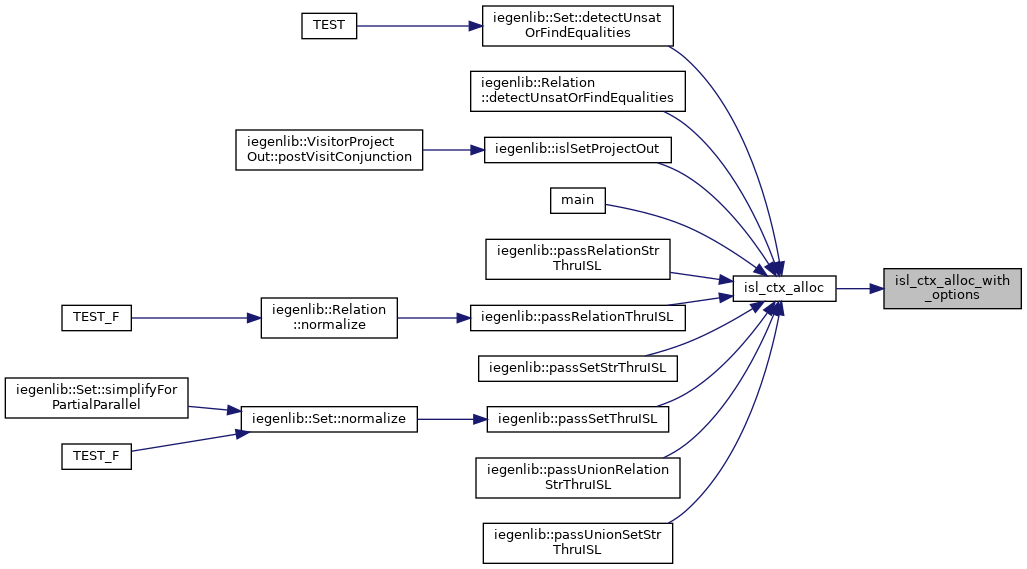 TEST
iegenlib::Set::detectUnsat
OrFindEqualities
iegenlib::Relation
::detectUnsatOrFindEqualities
iegenlib::VisitorProject
Out::postVisitConjunction
iegenlib::islSetProjectOut
main
iegenlib::passRelationStr
ThruISL
isl_ctx_alloc
isl_ctx_alloc_with
_options
TEST_F
iegenlib::Relation
::normalize
iegenlib::passRelationThruISL
iegenlib::passSetStrThruISL
iegenlib::Set::simplifyFor
PartialParallel
iegenlib::Set::normalize
iegenlib::passSetThruISL
TEST_F
iegenlib::passUnionRelation
StrThruISL
iegenlib::passUnionSetStr
ThruISL